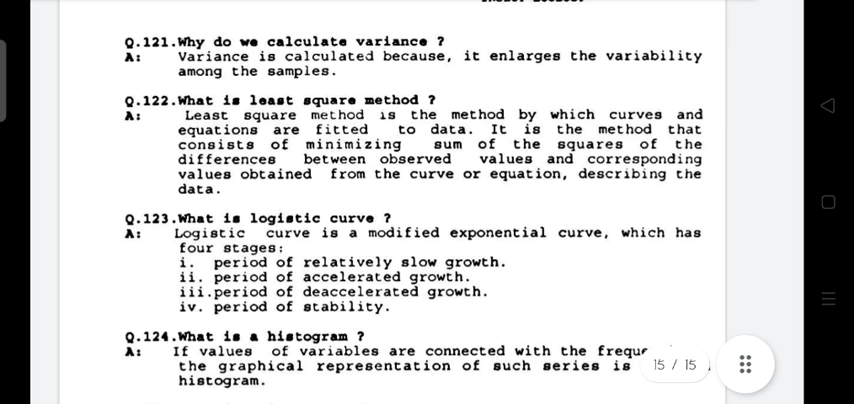 Q.121.Why do we calculate variance ?
A: Variance is calculated because, it enlarges the variability
among the samples.
Q.122.What is least square method ?
A: Least square method is the method by which curves and
equations are fitted to data. It is the method that
consists of minimizing sum of the squares of the
differences between observed values and corresponding
values obtained from the curve or equation, describing the
data.
Q.123.What is logistic curve ?
A: Logistic curve is a modified exponential curve, which has
four stages:
i. period of relatively slow growth.
ii. period of accelerated growth.
iii.period of deaccelerated growth.
iv. period of stability.
Q.124.What is a histogram ?
A: If values of variables are connected with the
the graphical representation of such series is
histogram.
15 / 15